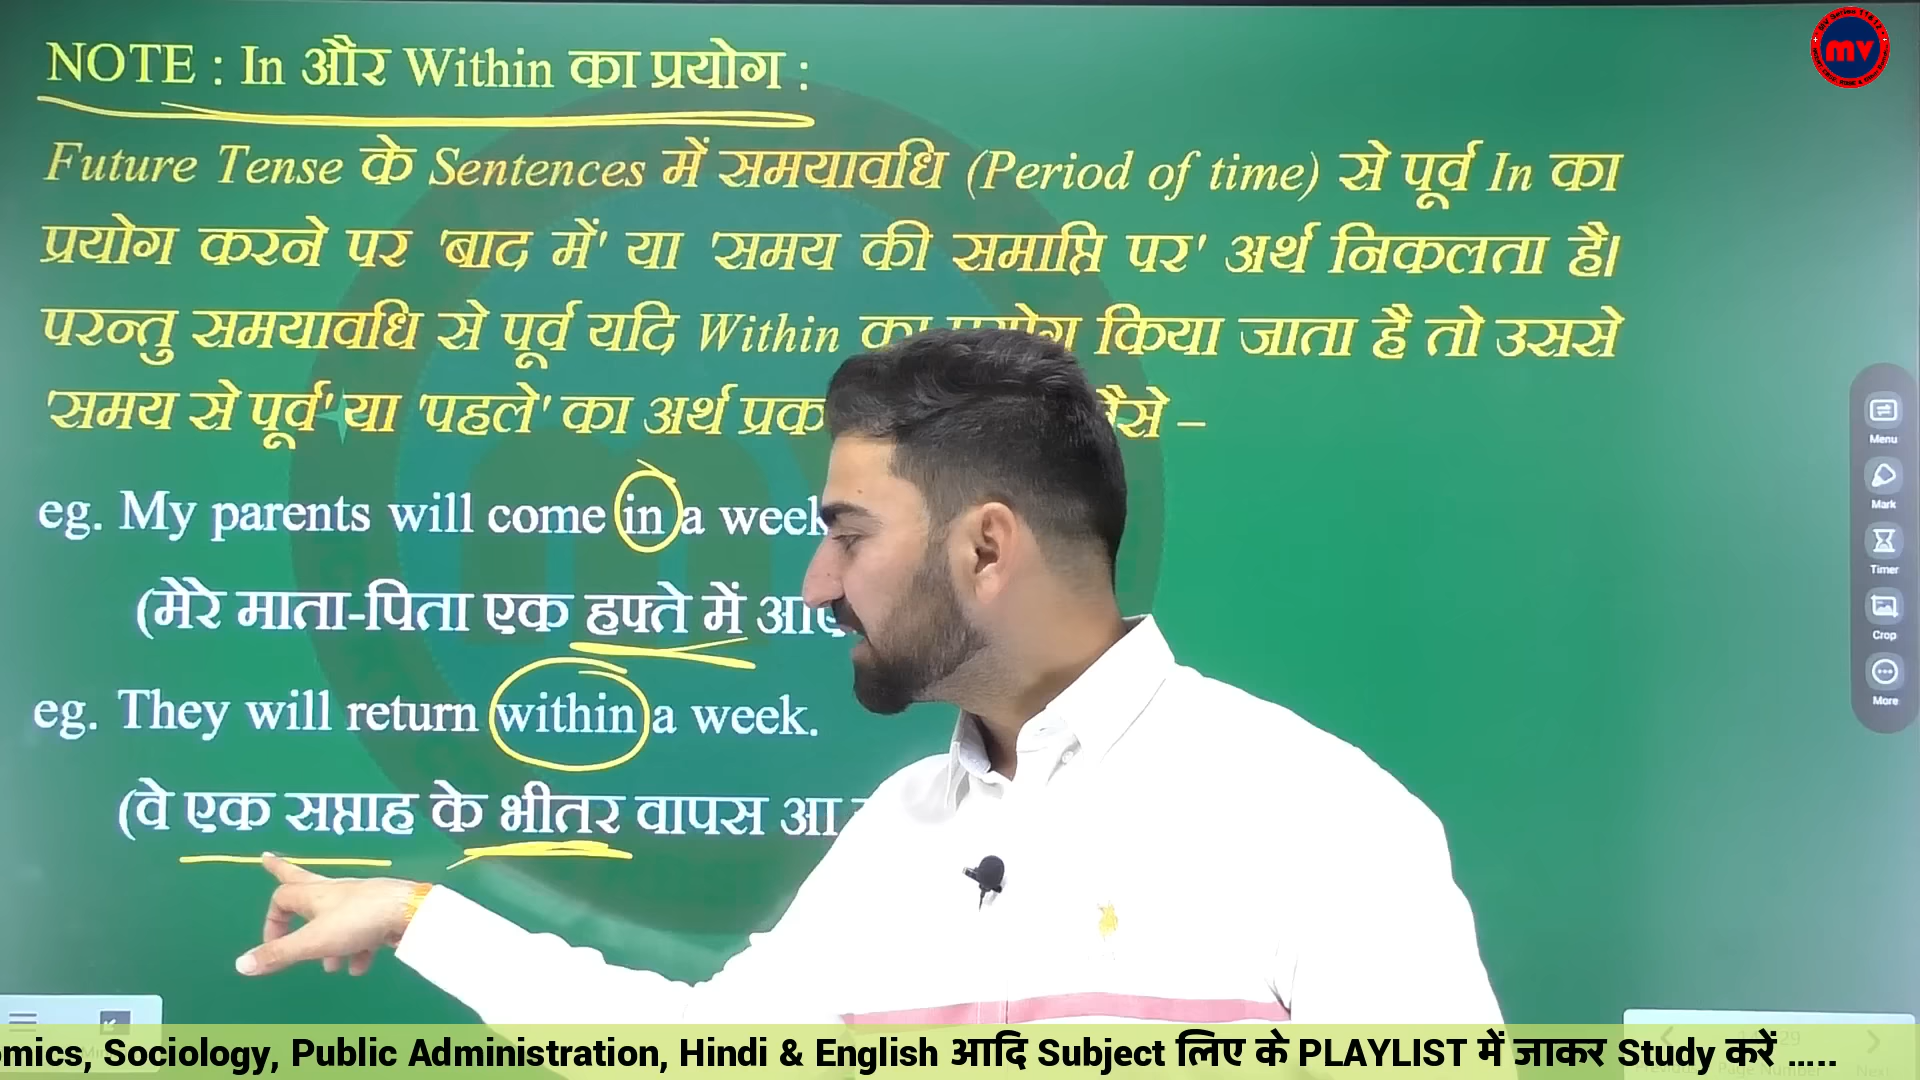 NOTE : In और Within का प्रयोग :
Future Tense के Sentences में समयावधि (Period of time) से पूर्व In का
प्रयोग करने पर 'बाद में' या 'समय की समाप्ति पर' अर्थ निकलता है।
परन्तु समयावधि से पूर्व यदि Within का प्रयोग किया जाता है तो उससे
'समय से पूर्व' या 'पहले' का अर्थ
eg. My parents will come in a week
(मेरे माता-पिता एक हफ्ते में
eg. They will return within a week.
(वे एक सप्ताह के भीतर वापस आ
mv
Menu
Mark
Timer
Crop
More
Sociology, Public Administration, Hindi & English आदि Subject लिए के PLAYLIST में जाकर Study करें .....